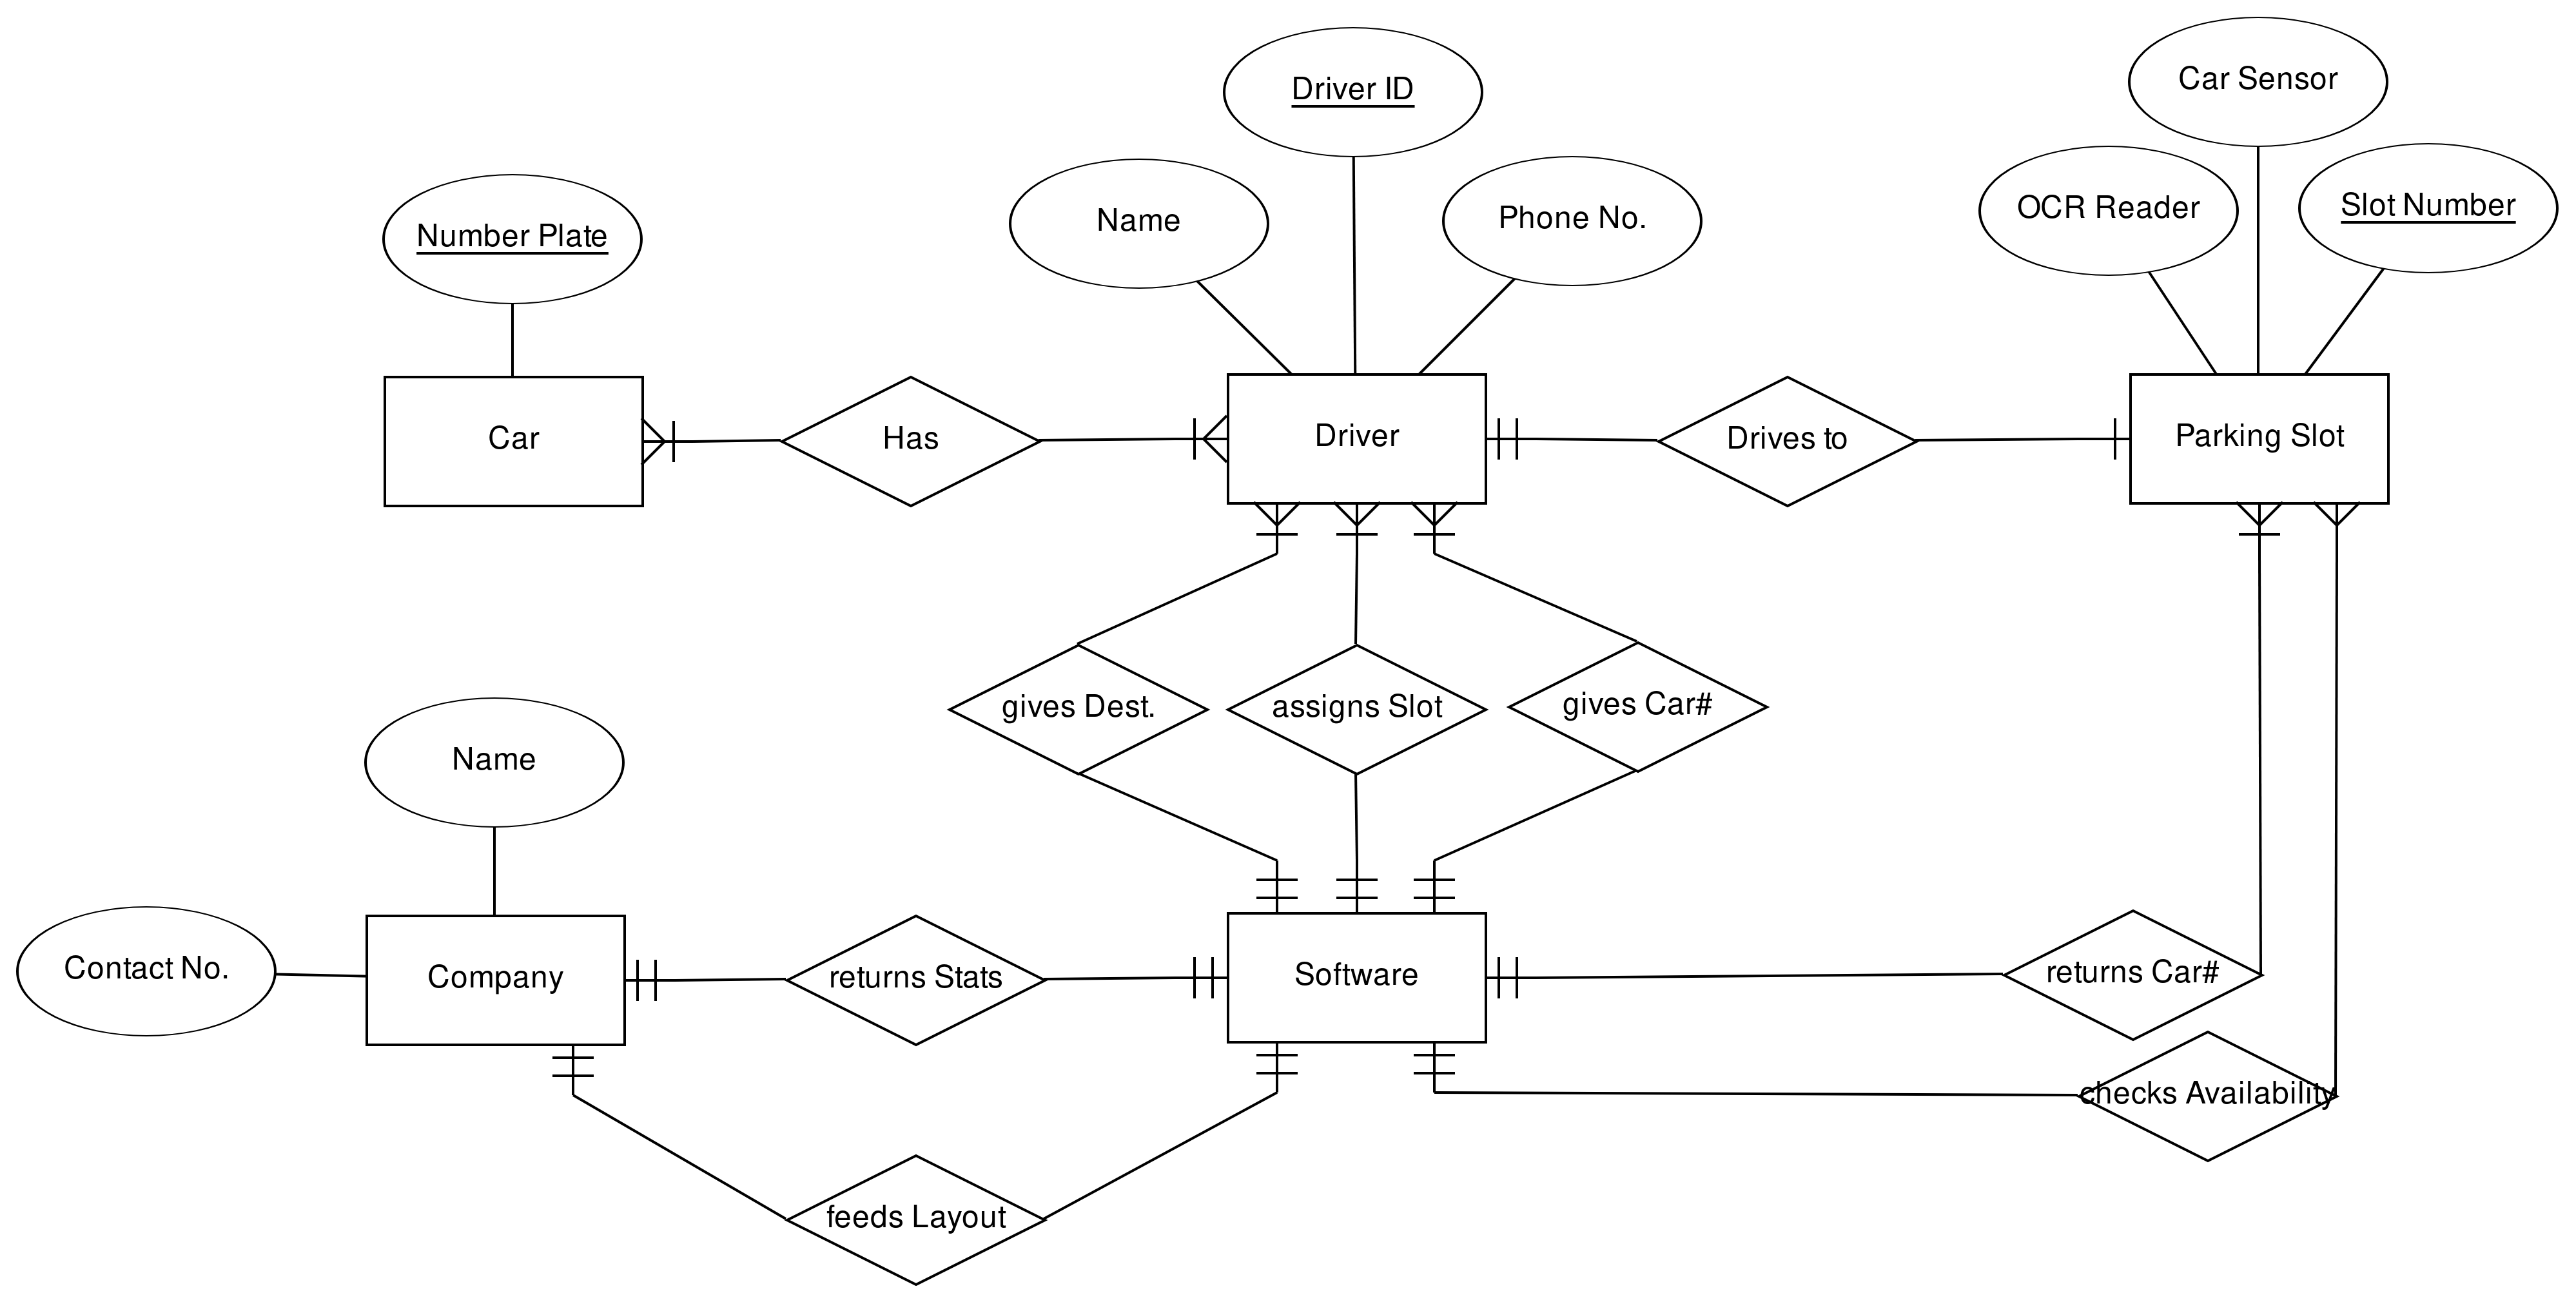 Driver ID
Car Sensor
Number Plate
Name
Phone No.
OCR Reader
Slot Number
Car
Has
Driver
Drives to
Parking Slot
gives Dest.
assigns Slot
gives Car#
Name
Contact No.
Company
returns Stats
Software
returns Car#
checks Availability
feeds Layout